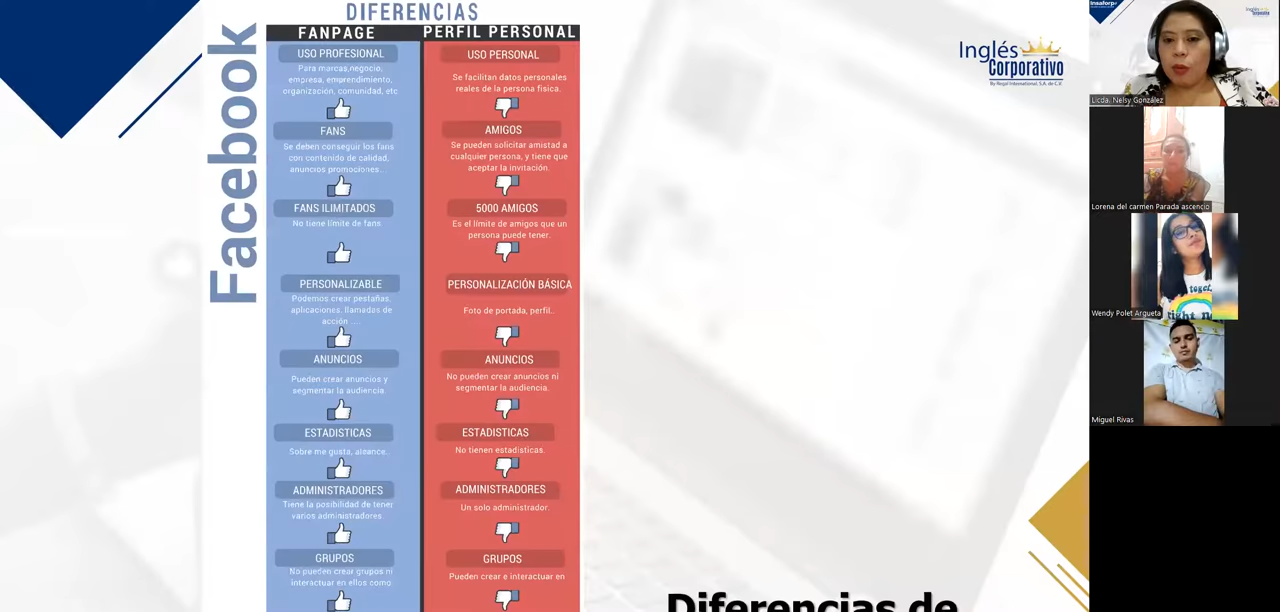 DIFERENCIAS
Facebook
FANPAGE
USO PROFESIONAL
Para marcas,negocio,
empresa, emprendimiento,
organización, comunidad, etc
FANS
Se deben conseguir los fans
con contenido de calidad,
anuncios promociones...
FANS ILIMITADOS
No tiene límite de fans
PERSONALIZABLE
Podemos crear pestañas,
aplicaciones, llamadas de
acción ....
ANUNCIOS
Pueden crear anuncios y
segmentar la audiencia.
ESTADISTICAS
Sobre me gusta, alcance..
ADMINISTRADORES
Tiene la posibilidad de tener
varios administradores.
GRUPOS
No pueden crear grupos ni
interactuar en ellos como
PERFIL PERSONAL
USO PERSONAL
Se facilitan datos personales
reales de la persona física.
AMIGOS
Se pueden solicitar amistad a
cualquier persona, y tiene que
aceptar la invitación.
5000 AMIGOS
Es el límite de amigos que un
persona puede tener.
PERSONALIZACIÓN BÁSICA
Foto de portada, perfil..
ANUNCIOS
No pueden crear anuncios ni
segmentar la audiencia.
ESTADISTICAS
No tienen estadísticas.
ADMINISTRADORES
Un solo administrador.
GRUPOS
Pueden crear e interactuar en
Inglés
Corporativo
By Regal International, S.A. de C.V.
Diferencias de
Insaforp
Inglés
Corporativo
Licda. Nelsy González
Lorena del carmen Parada ascencio
Wendy Polet Argueta
Miguel Rivas